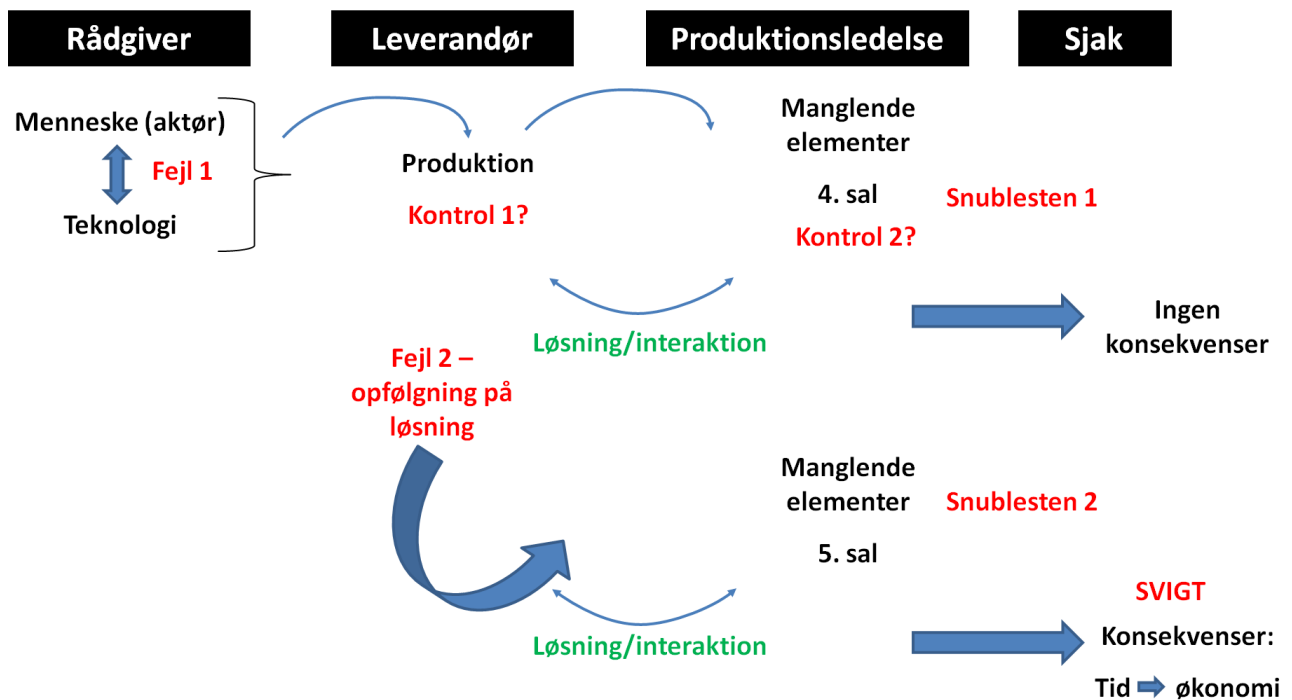 Rådgiver
Leverandør
Produktionsledelse
Sjak
Menneske (aktør)
Fejl 1
Teknologi
Produktion
Kontrol 1?
Manglende
elementer
4. sal
Kontrol 2?
Snublesten 1
Løsning/interaktion
Ingen
konsekvenser
Fejl 2 –
opfølgning på
løsning
Manglende
elementer
5. sal
Snublesten 2
Løsning/interaktion
SVIGT
Konsekvenser:
Tid økonomi